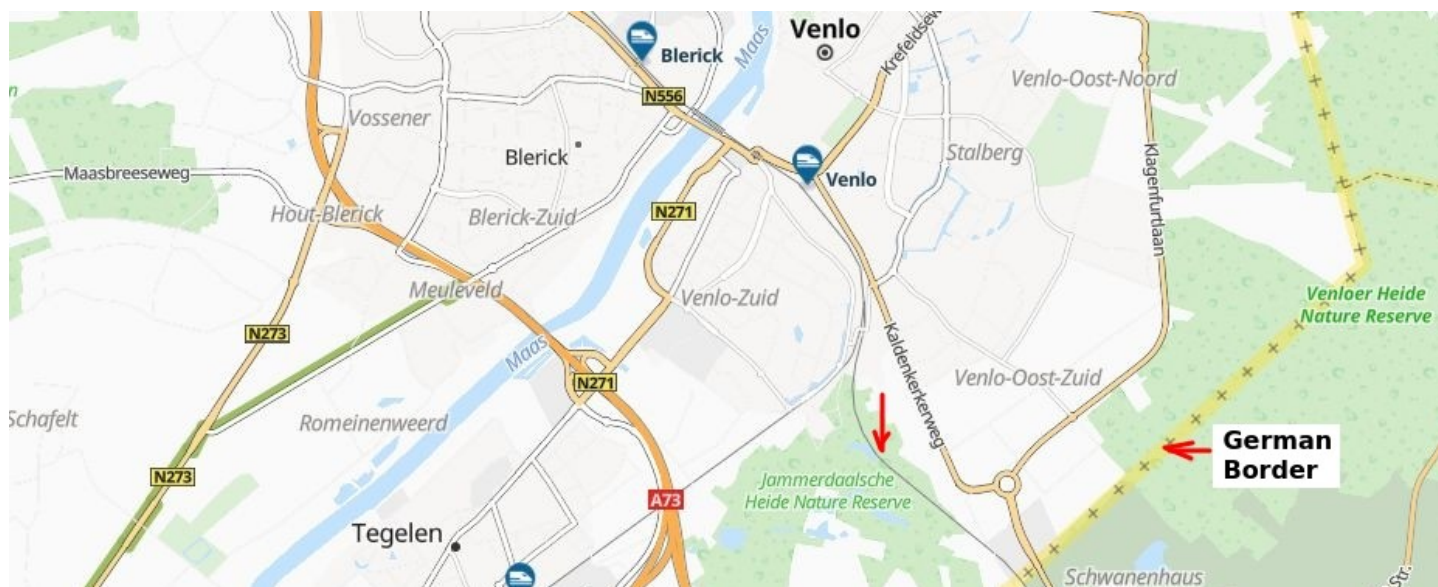 Venlo
Maas
Blerick
Krefeldsew
Venlo-Oost-Noord
N556
Vossener
Blerick
Stalberg
Klagenfurtlaan
Maasbreeseweg
Venlo
Hout-Blerick
Blerick-Zuid
N271
Meuleveld
Venlo-Zuid
Venloer Heide
Nature Reserve
N273
Maas
Kaldenkerkerweg
N271
Venlo-Oost-Zuid
Schafelt
Romeinenweerd
German
Border
N273
Jammerdaalsche
Heide Nature Reserve
A73
Tegelen
Schwanenhaus
Str.